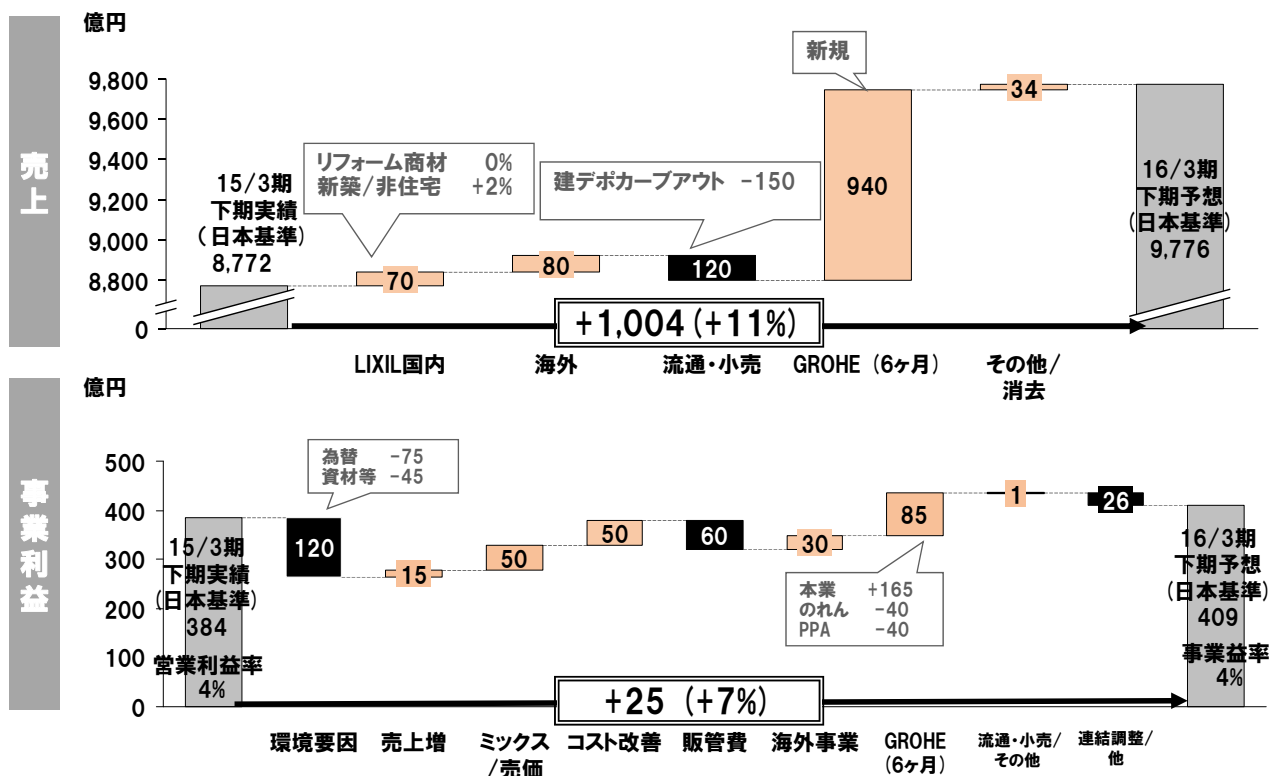 売上
億円
9,800
9,600
9,400
9,200
9,000
8,800
0
15/3期
下期実績
(日本基準)
8,772
リフォーム商材 0%
新築/非住宅 +2%
建デポカーブアウト -150
新規
70
80
120
940
34
16/3期
下期予想
(日本基準)
9,776
+1,004(+11%)
LIXIL国内
海外
流通・小売
GROHE (6ヶ月)
その他/
消去
事業利益
億円
500
400
300
200
100
0
15/3期
下期実績
(日本基準)
384
営業利益率
4%
為替 -75
資材等 -45
120
15
50
50
60
30
85
1
26
本業 +165
のれん -40
PPA -40
16/3期
下期予想
(日本基準)
409
事業益率
4%
+25 (+7%)
環境要因
売上増
ミックス
/売価
コスト改善
販管費
海外事業
GROHE
(6ヶ月)
流通・小売/
その他
連結調整/
他